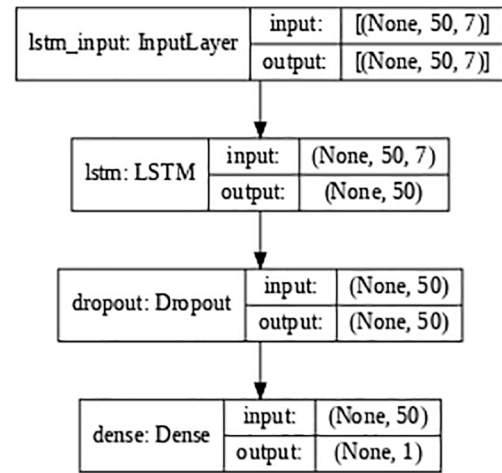 lstm_input: InputLayer
input: [(None, 50, 7)]
output: [(None, 50, 7)]
lstm: LSTM
input: (None, 50, 7)
output: (None, 50)
dropout: Dropout
input: (None, 50)
output: (None, 50)
dense: Dense
input: (None, 50)
output: (None, 1)